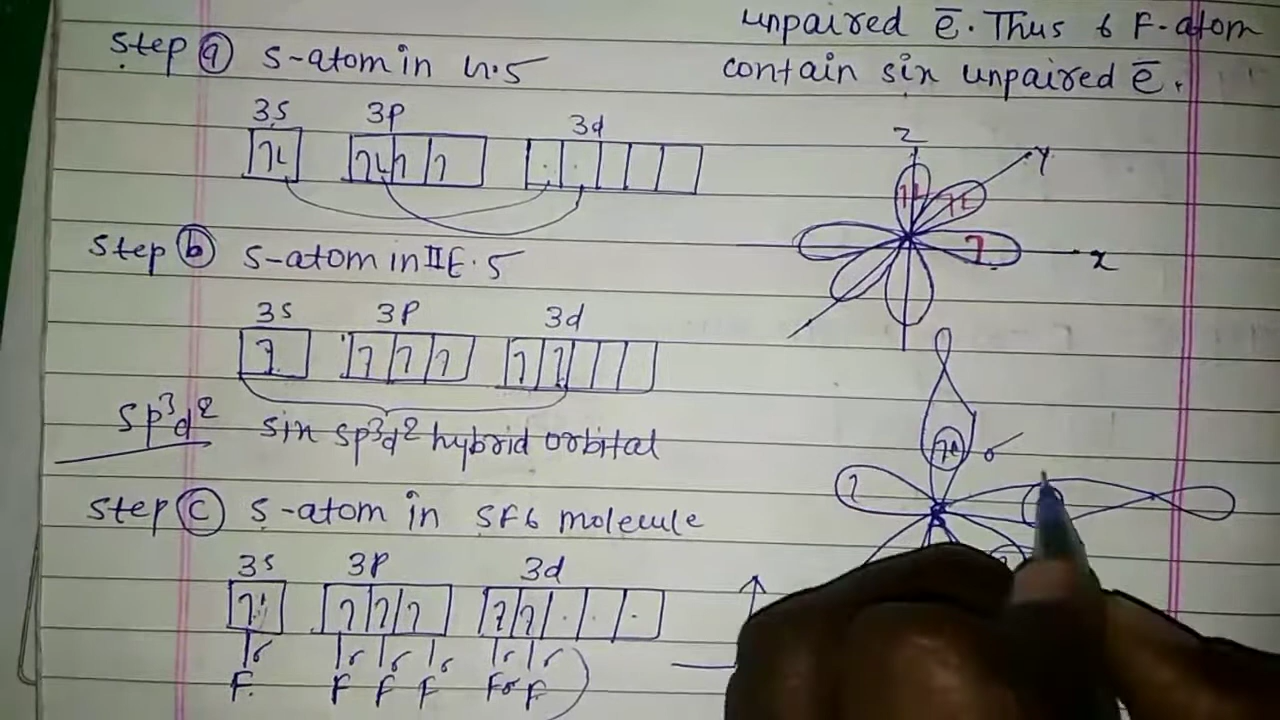 unpaired e̅. Thus 6 F-atom
contain six unpaired e̅.
Step (a) S-atom in n.s
3s 3p 3d
Z
Y
x
Step (b) S-atom in IIE.s
3s 3p 3d
sp³d² six sp³d² hybrid orbital
σ
Step (c) S-atom in SF6 molecule
3s 3p 3d
F F F F F F